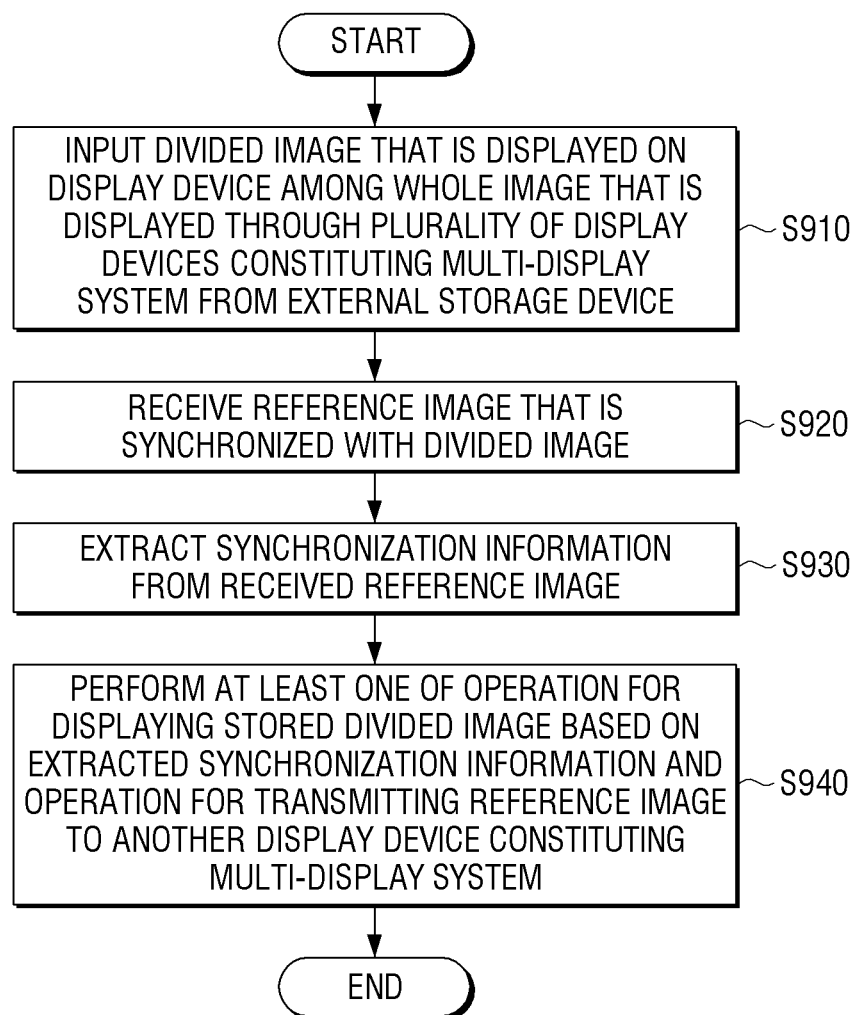 START
INPUT DIVIDED IMAGE THAT IS DISPLAYED ON
DISPLAY DEVICE AMONG WHOLE IMAGE THAT IS
DISPLAYED THROUGH PLURALITY OF DISPLAY
DEVICES CONSTITUTING MULTI-DISPLAY
SYSTEM FROM EXTERNAL STORAGE DEVICE
S910
RECEIVE REFERENCE IMAGE THAT IS
SYNCHRONIZED WITH DIVIDED IMAGE
S920
EXTRACT SYNCHRONIZATION INFORMATION
FROM RECEIVED REFERENCE IMAGE
S930
PERFORM AT LEAST ONE OF OPERATION FOR
DISPLAYING STORED DIVIDED IMAGE BASED ON
EXTRACTED SYNCHRONIZATION INFORMATION AND
OPERATION FOR TRANSMITTING REFERENCE IMAGE
TO ANOTHER DISPLAY DEVICE CONSTITUTING
MULTI-DISPLAY SYSTEM
S940
END